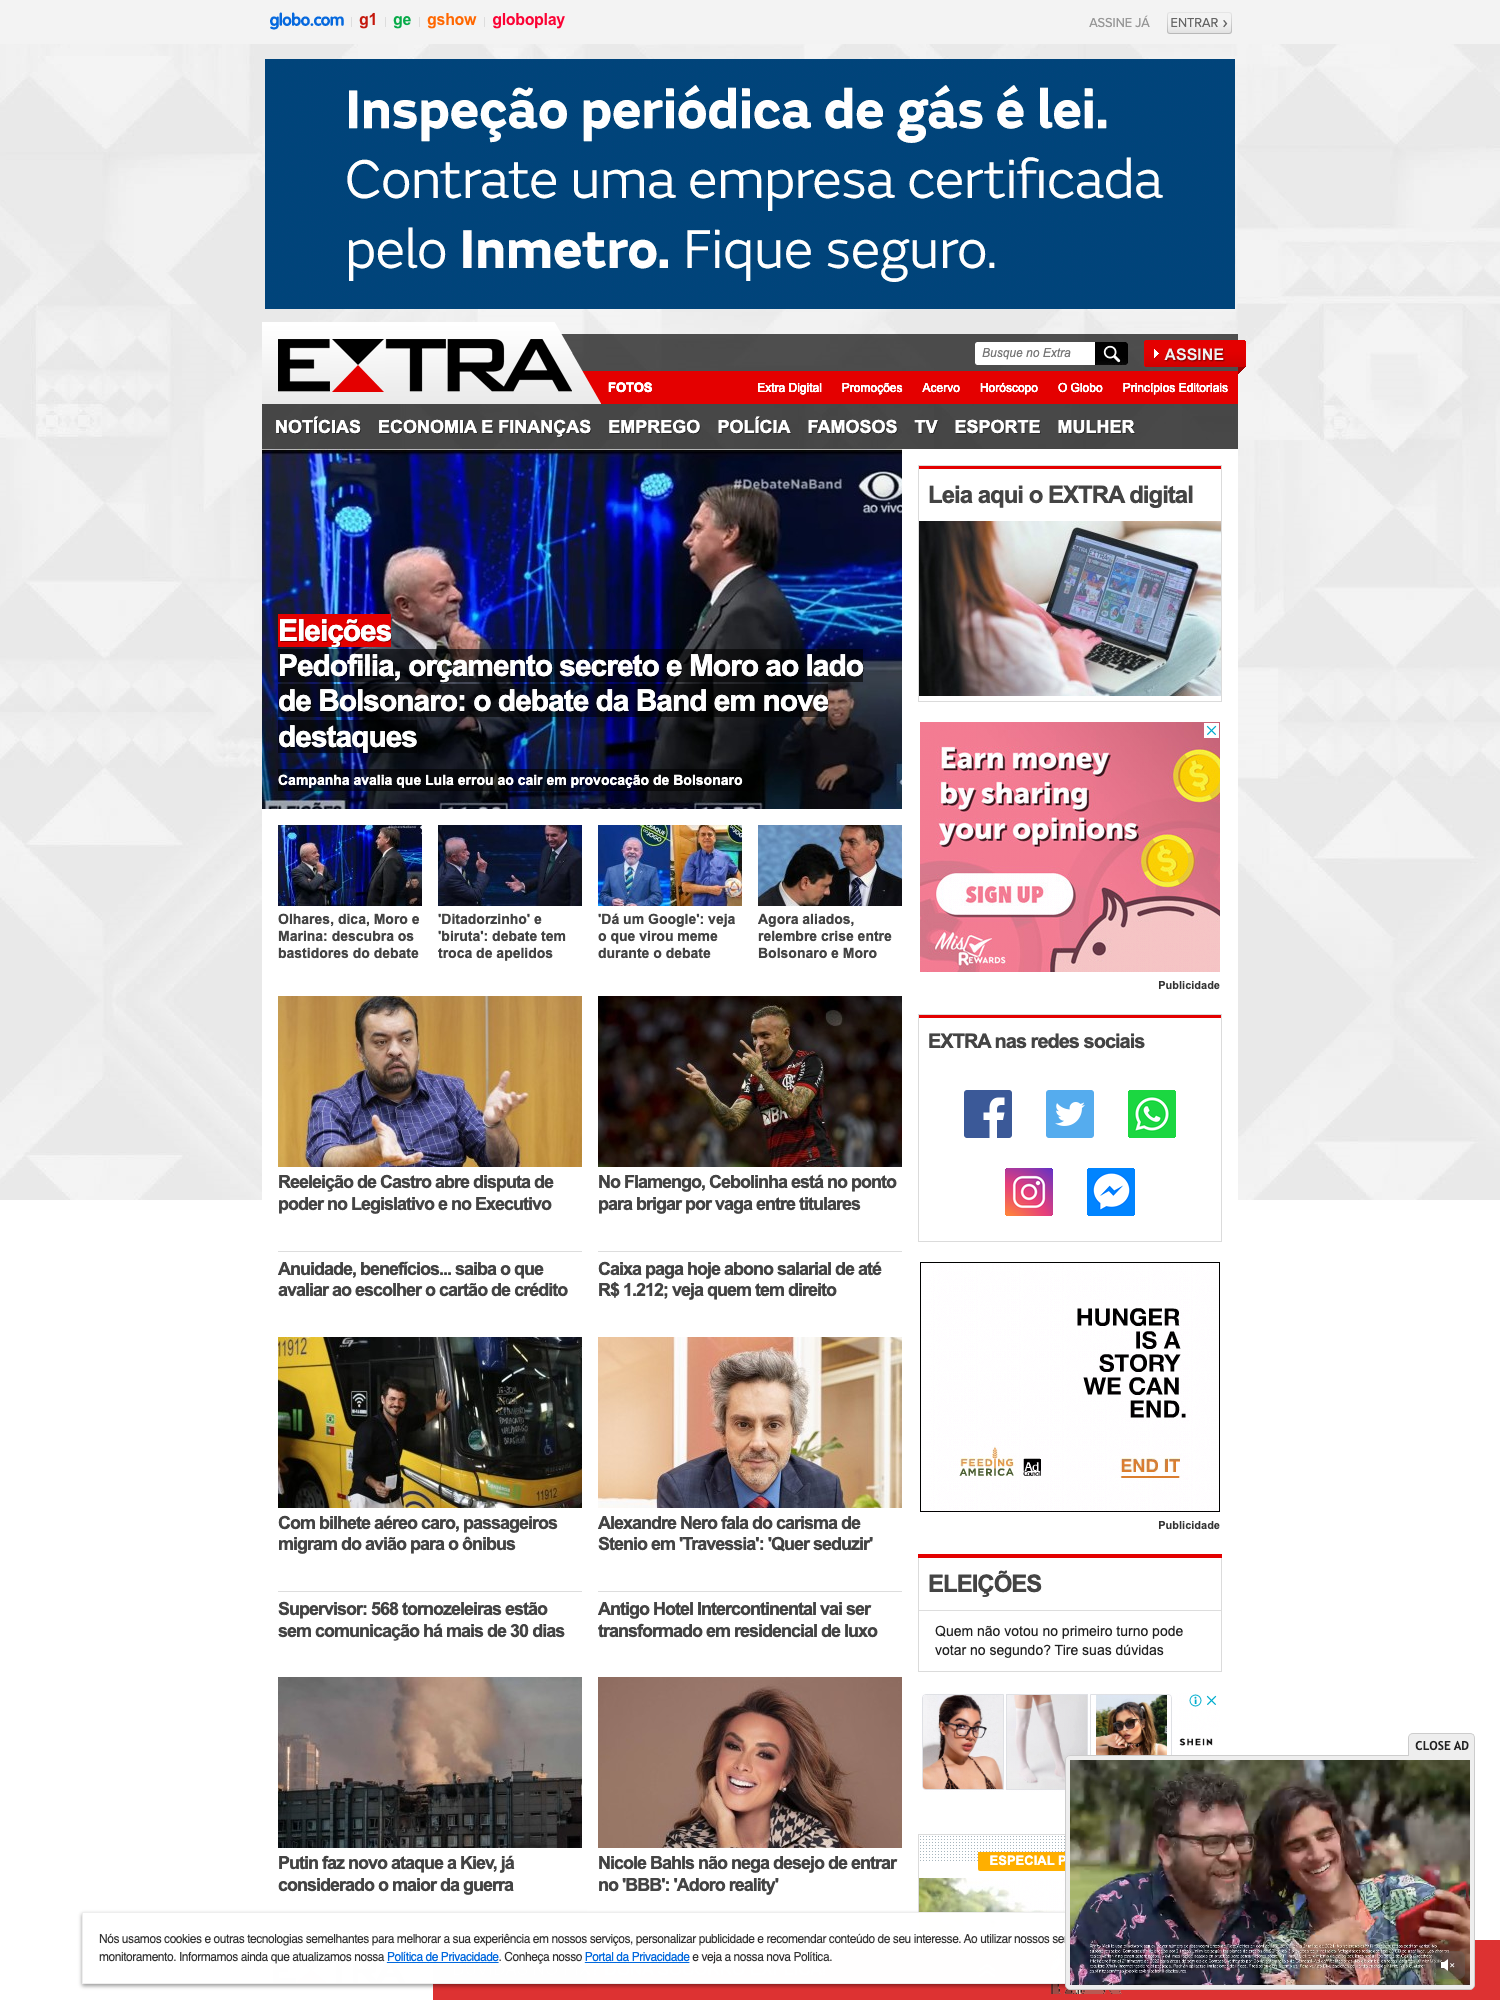 globo.com g1 ge gshow globoplay
ASSINE JÁ ENTRAR ›
Inspeção periódica de gás é lei.
Contrate uma empresa certificada
pelo Inmetro. Fique seguro.
EXTRA
Busque no Extra
ASSINE
FOTOS
Extra Digital Promoções Acervo Horóscopo O Globo Princípios Editoriais
NOTÍCIAS ECONOMIA E FINANÇAS EMPREGO POLÍCIA FAMOSOS TV ESPORTE MULHER
#DebateNaBand
ao vivo
Eleições
Pedofilia, orçamento secreto e Moro ao lado
de Bolsonaro: o debate da Band em nove
destaques
Campanha avalia que Lula errou ao cair em provocação de Bolsonaro
Olhares, dica, Moro e
Marina: descubra os
bastidores do debate
'Ditadorzinho' e
'biruta': debate tem
troca de apelidos
'Dá um Google': veja
o que virou meme
durante o debate
Agora aliados,
relembre crise entre
Bolsonaro e Moro
Reeleição de Castro abre disputa de
poder no Legislativo e no Executivo
No Flamengo, Cebolinha está no ponto
para brigar por vaga entre titulares
Anuidade, benefícios... saiba o que
avaliar ao escolher o cartão de crédito
Caixa paga hoje abono salarial de até
R$ 1.212; veja quem tem direito
11912
11912
Com bilhete aéreo caro, passageiros
migram do avião para o ônibus
Alexandre Nero fala do carisma de
Stenio em 'Travessia': 'Quer seduzir'
Supervisor: 568 tornozeleiras estão
sem comunicação há mais de 30 dias
Antigo Hotel Intercontinental vai ser
transformado em residencial de luxo
Putin faz novo ataque a Kiev, já
considerado o maior da guerra
Nicole Bahls não nega desejo de entrar
no 'BBB': 'Adoro reality'
Leia aqui o EXTRA digital
Earn money
by sharing
your opinions
SIGN UP
Mis
REWARDS
Publicidade
EXTRA nas redes sociais
HUNGER
IS A
STORY
WE CAN
END.
FEEDING
AMERICA
Ad
Council
END IT
Publicidade
ELEIÇÕES
Quem não votou no primeiro turno pode
votar no segundo? Tire suas dúvidas
SHEIN
CLOSE AD
ESPECIAL P
Nós usamos cookies e outras tecnologias semelhantes para melhorar a sua experiência em nossos serviços, personalizar publicidade e recomendar conteúdo de seu interesse. Ao utilizar nossos se
monitoramento. Informamos ainda que atualizamos nossa Política de Privacidade. Conheça nosso Portal da Privacidade e veja a nossa nova Política.